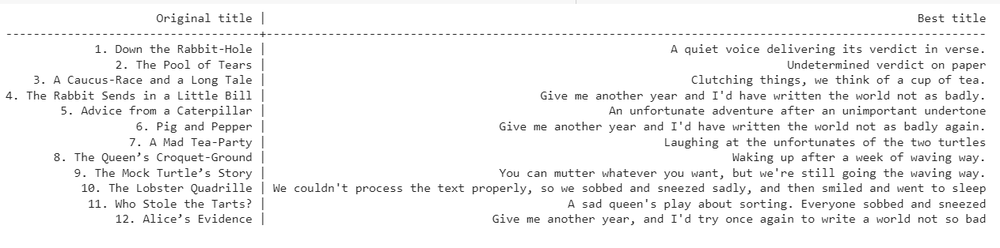 Original title | Best title
-------------------------------------+---------------------------------------------------------------------------------------------------------
1. Down the Rabbit-Hole | A quiet voice delivering its verdict in verse.
2. The Pool of Tears | Undetermined verdict on paper
3. A Caucus-Race and a Long Tale | Clutching things, we think of a cup of tea.
4. The Rabbit Sends in a Little Bill | Give me another year and I'd have written the world not as badly.
5. Advice from a Caterpillar | An unfortunate adventure after an unimportant undertone
6. Pig and Pepper | Give me another year and I'd have written the world not as badly again.
7. A Mad Tea-Party | Laughing at the unfortunates of the two turtles
8. The Queen’s Croquet-Ground | Waking up after a week of waving way.
9. The Mock Turtle’s Story | You can mutter whatever you want, but we're still going the waving way.
10. The Lobster Quadrille | We couldn't process the text properly, so we sobbed and sneezed sadly, and then smiled and went to sleep
11. Who Stole the Tarts? | A sad queen's play about sorting. Everyone sobbed and sneezed
12. Alice’s Evidence | Give me another year, and I'd try once again to write a world not so bad